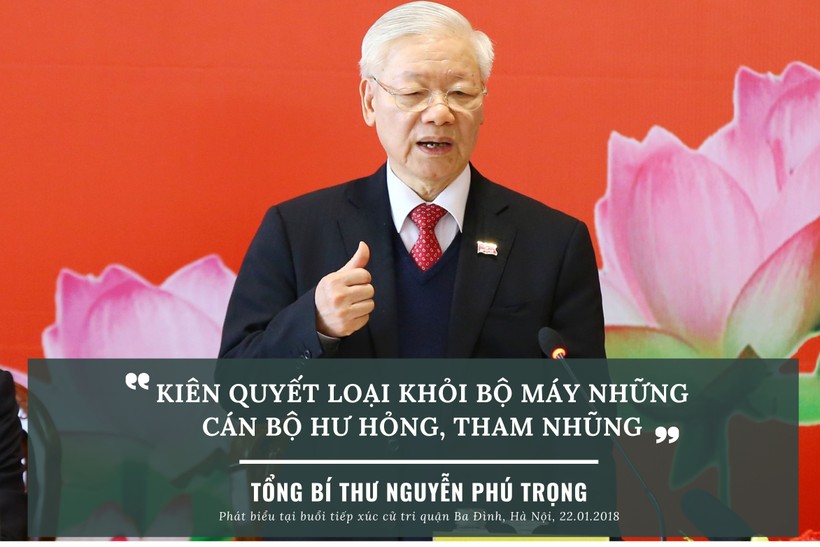 “ KIÊN QUYẾT LOẠI KHỎI BỘ MÁY NHỮNG
CÁN BỘ HƯ HỎNG, THAM NHŨNG ”
TỔNG BÍ THƯ NGUYỄN PHÚ TRỌNG
Phát biểu tại buổi tiếp xúc cử tri quận Ba Đình, Hà Nội, 22.01.2018